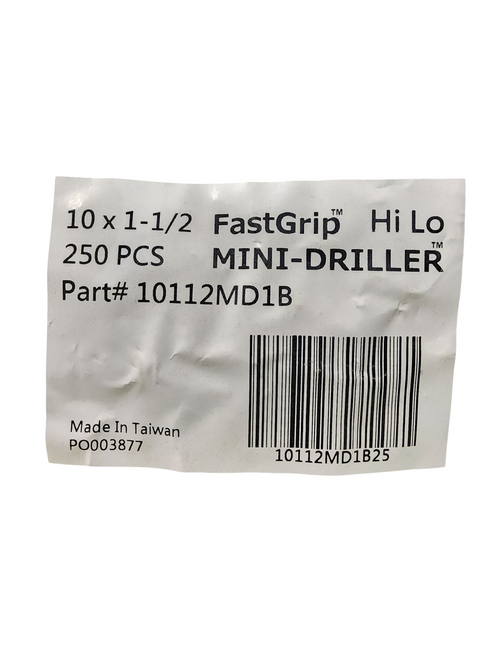 10 x 1-1/2 FastGrip™ Hi Lo
250 PCS MINI-DRILLER™
Part# 10112MD1B
Made In Taiwan
PO003877
10112MD1B25